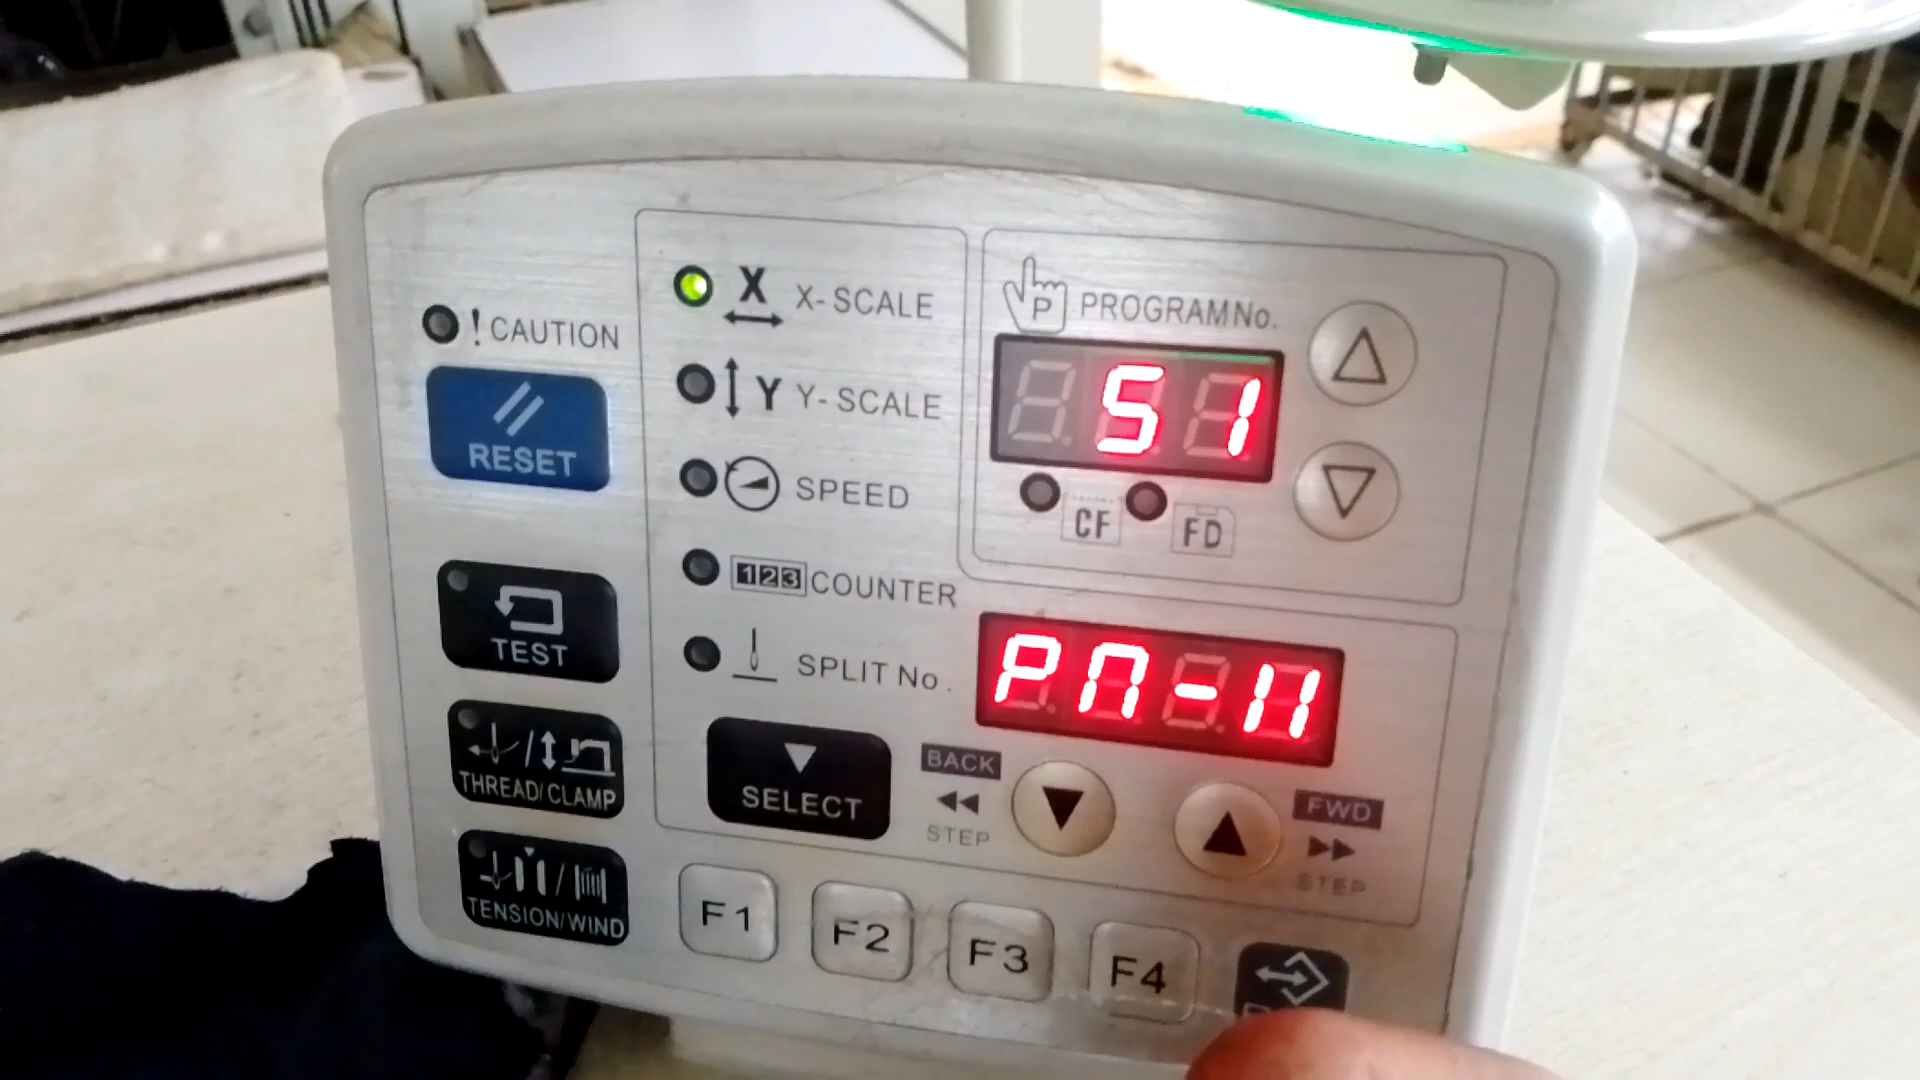 ! CAUTION
RESET
TEST
THREAD/CLAMP
TENSION/WIND
X X-SCALE
Y Y-SCALE
SPEED
123 COUNTER
SPLIT No.
SELECT
P PROGRAM No.
51
CF FD
PM-11
BACK
STEP
FWD
STEP
F1 F2 F3 F4